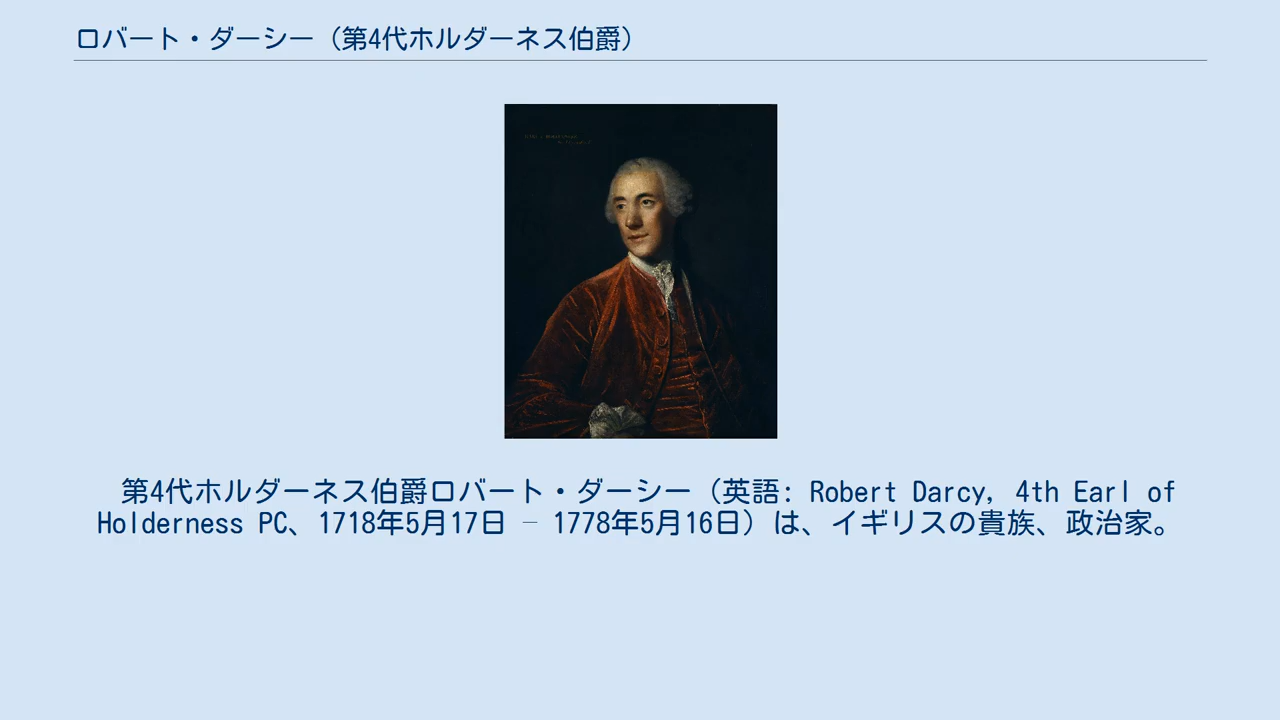 ロバート・ダーシー（第4代ホルダーネス伯爵）
第4代ホルダーネス伯爵ロバート・ダーシー（英語: Robert Darcy, 4th Earl of
Holderness PC、1718年5月17日 – 1778年5月16日）は、イギリスの貴族、政治家。